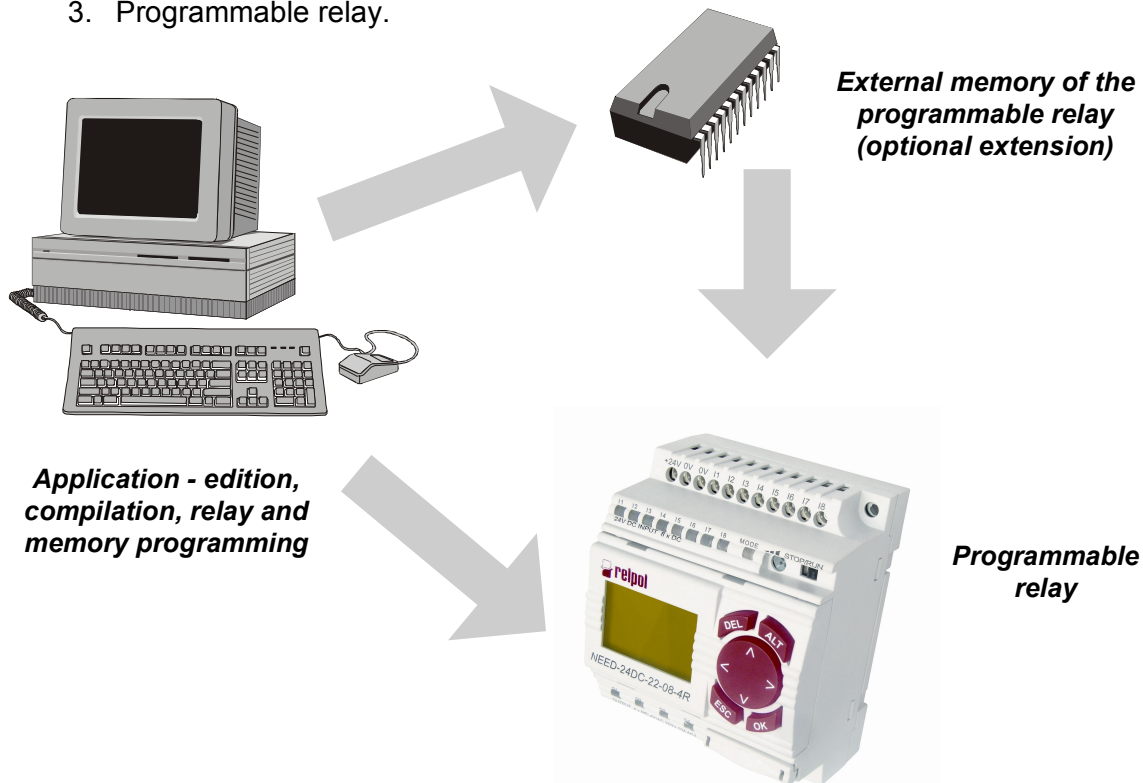 3. Programmable relay.
External memory of the
programmable relay
(optional extension)
Application - edition,
compilation, relay and
memory programming
Programmable
relay
+24V 0V 0V I1 I2 I3 I4 I5 I6 I7 I8
I1 I2 I3 I4 I5 I6 I7 I8
24V DC INPUT 8 x DC
MODE
STOP/RUN
relpol
DEL
ALT
NEED-24DC-22-08-4R
ESC
OK